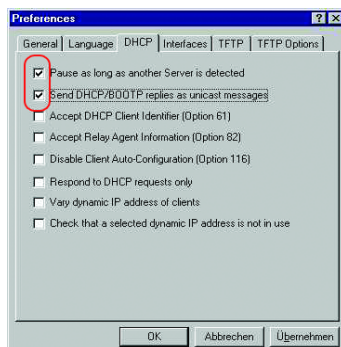 Preferences
General Language DHCP Interfaces TFTP TFTP Options
Pause as long as another Server is detected
Send DHCP/BOOTP replies as unicast messages
Accept DHCP Client Identifier (Option 61)
Accept Relay Agent Information (Option 82)
Disable Client Auto-Configuration (Option 116)
Respond to DHCP requests only
Vary dynamic IP address of clients
Check that a selected dynamic IP address is not in use
OK Abbrechen Übernehmen